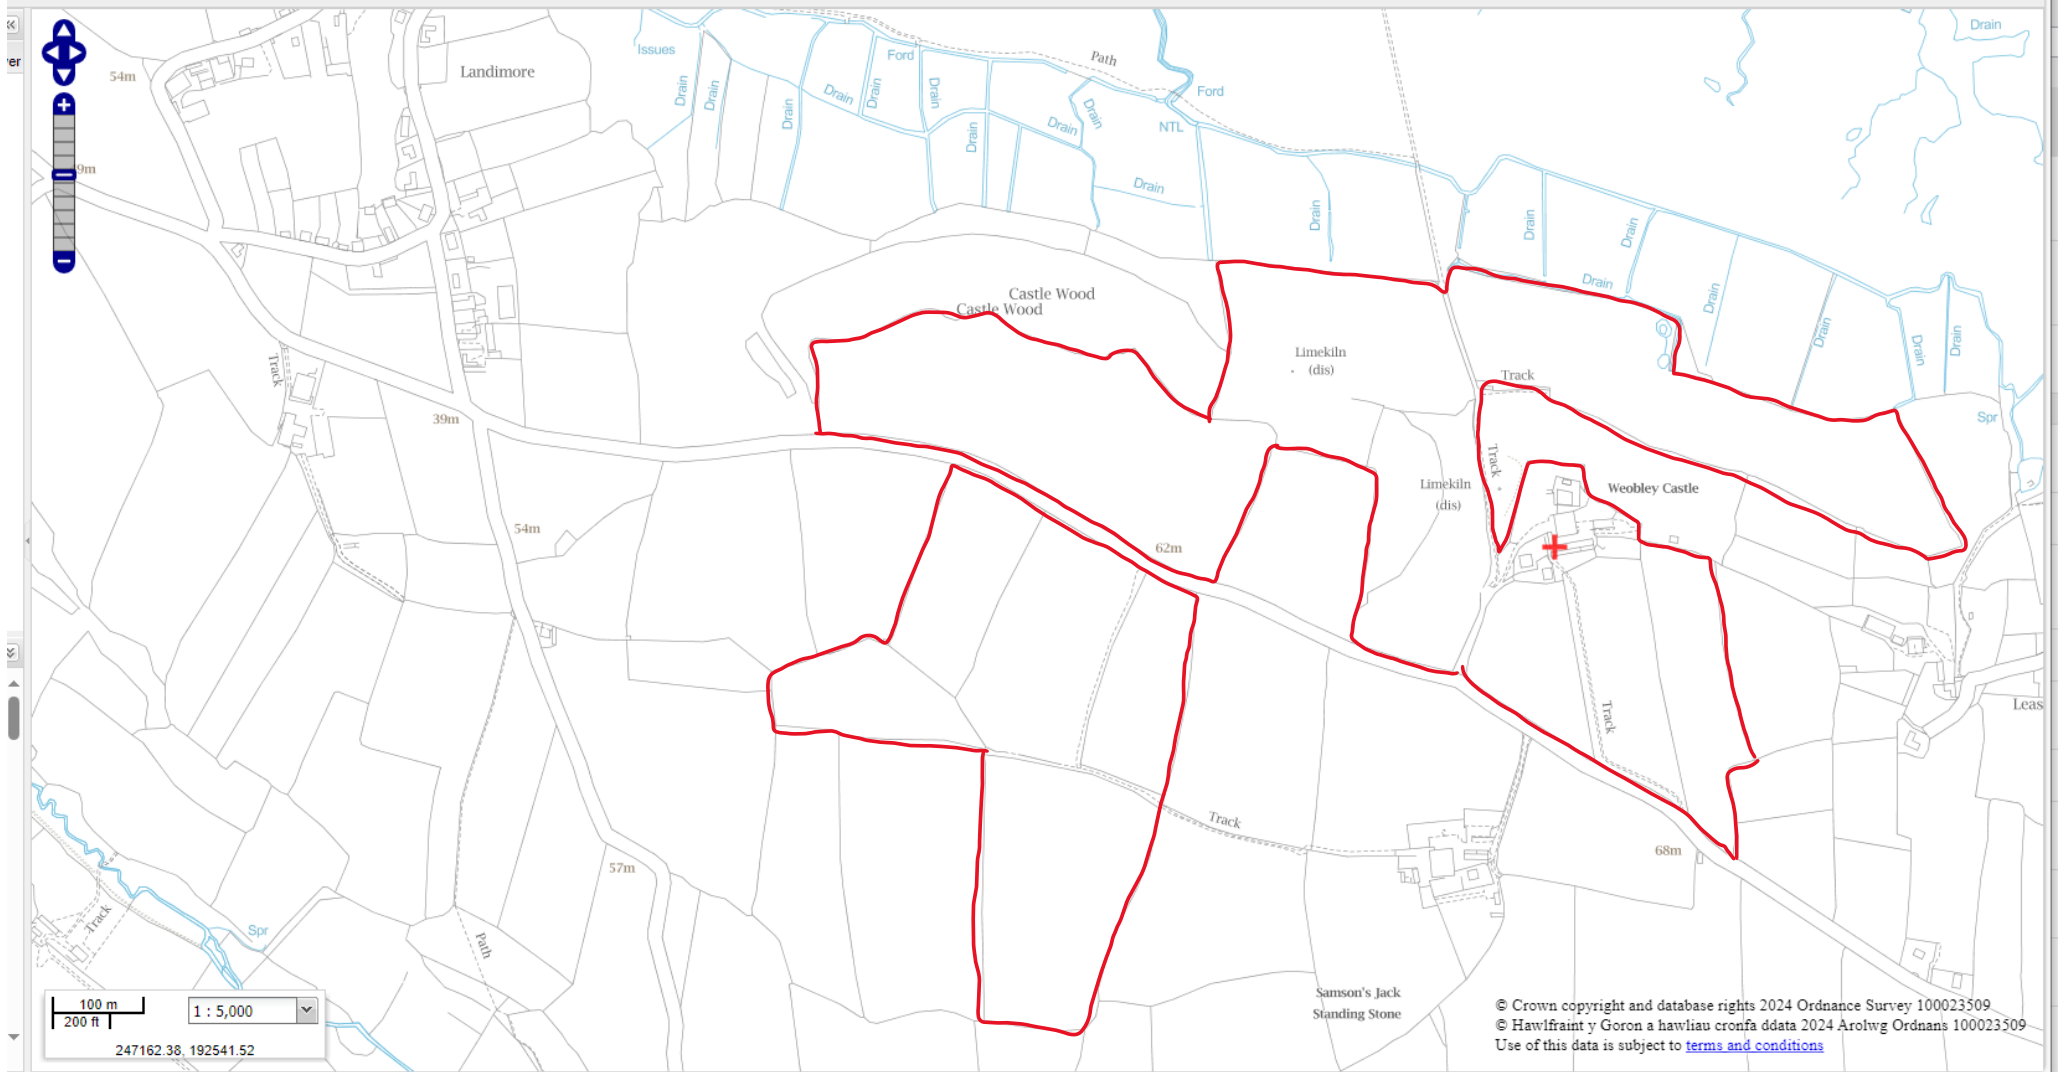 Drain
Issues
Ford
Path
Landimore
54m
er
Drain
Drain
Drain
Drain
Drain
Drain
Drain
Ford
Drain
Drain
NTL
Drain
9m
Drain
Drain
Drain
Drain
Drain
Castle Wood
Castle Wood
Drain
Drain
Drain
Drain
Limekiln
(dis)
Track
Track
39m
Spr
Track
Limekiln
(dis)
Weobley Castle
54m
62m
Track
Leas
Track
68m
57m
Track
Spr
Path
Samson's Jack
Standing Stone
100 m
200 ft
1 : 5,000
247162.38, 192541.52
© Crown copyright and database rights 2024 Ordnance Survey 100023509
© Hawlfraint y Goron a hawliau cronfa ddata 2024 Arolwg Ordnans 100023509
Use of this data is subject to terms and conditions